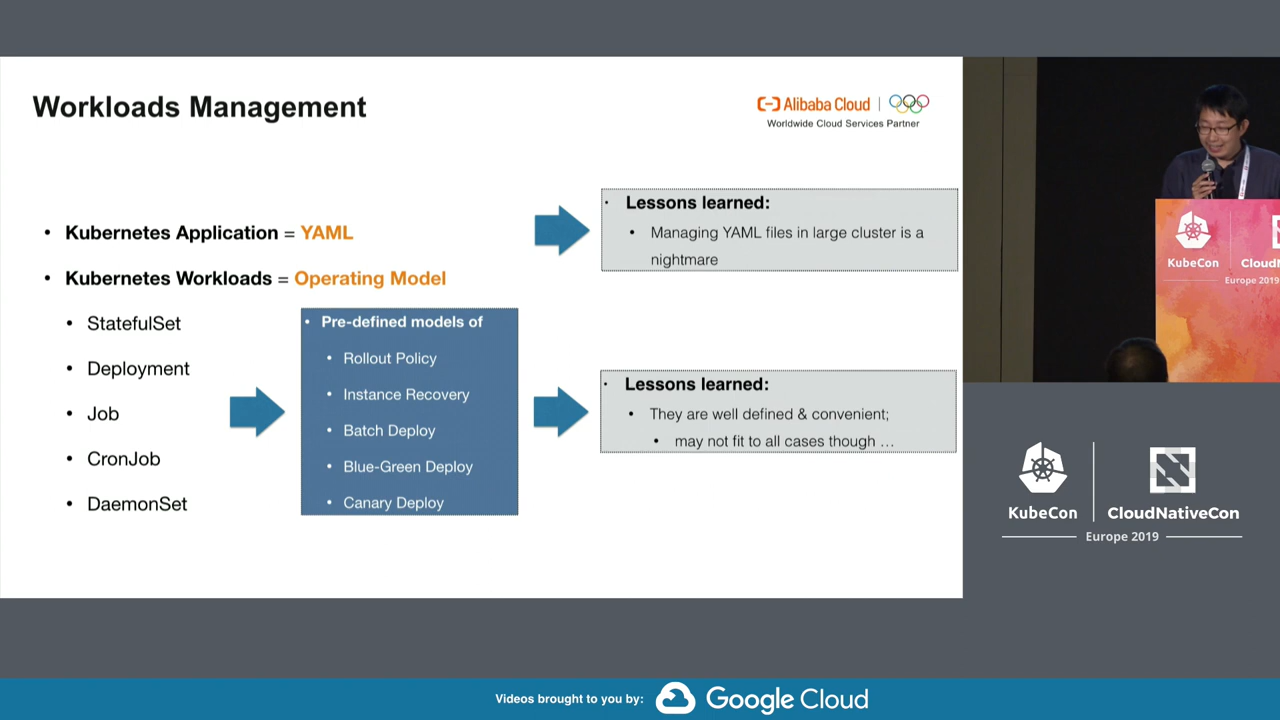 Workloads Management
Alibaba Cloud
Worldwide Cloud Services Partner
• Kubernetes Application = YAML
• Kubernetes Workloads = Operating Model
• StatefulSet
• Deployment
• Job
• CronJob
• DaemonSet
• Pre-defined models of
• Rollout Policy
• Instance Recovery
• Batch Deploy
• Blue-Green Deploy
• Canary Deploy
• Lessons learned:
• Managing YAML files in large cluster is a
nightmare
• Lessons learned:
• They are well defined & convenient;
• may not fit to all cases though …
KubeCon
CloudN
Europe 2019
KubeCon
CloudNativeCon
Europe 2019
Videos brought to you by:
Google Cloud